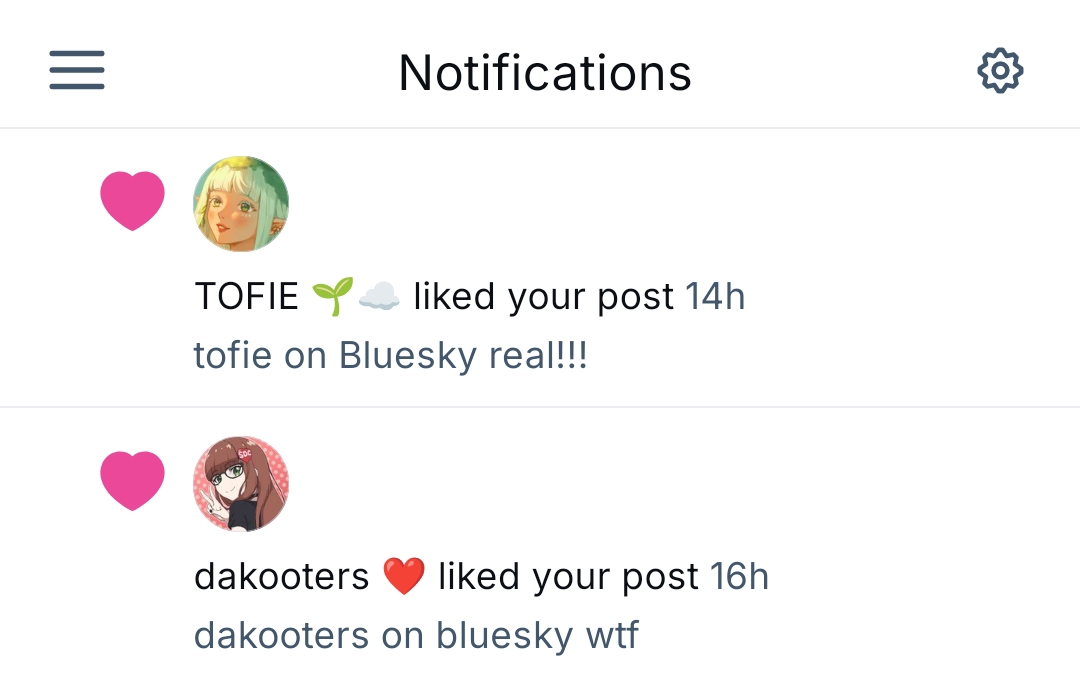 Notifications
TOFIE 🌱☁️ liked your post 14h
tofie on Bluesky real!!!
SDC
dakooters ❤️ liked your post 16h
dakooters on bluesky wtf